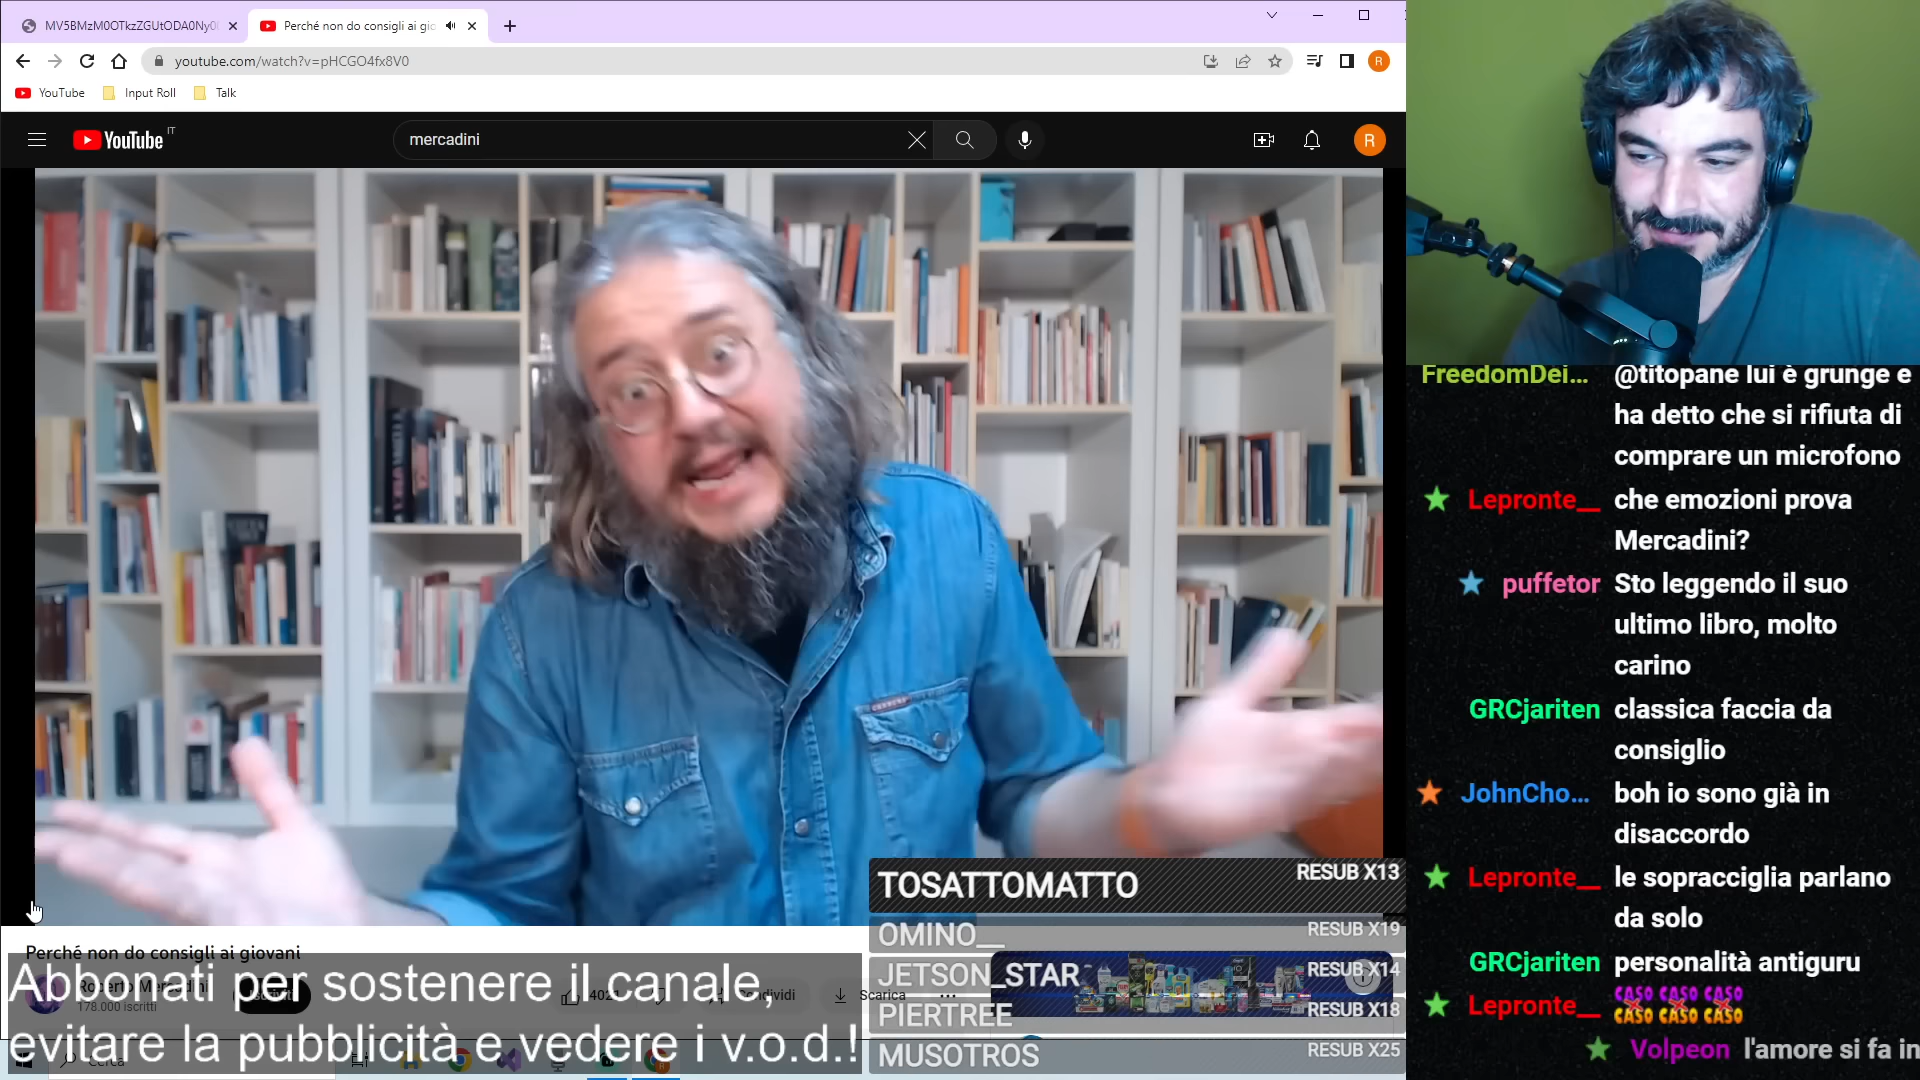 MV5BMzM0OTkzZGUtODA0Ny0
Perché non do consigli ai gio
youtube.com/watch?v=pHCGO4fx8V0
R
YouTube
Input Roll
Talk
YouTube IT
mercadini
R
FreedomDei... @titopane lui è grunge e
ha detto che si rifiuta di
comprare un microfono
Lepronte__ che emozioni prova
Mercadini?
puffetor Sto leggendo il suo
ultimo libro, molto
carino
GRCjariten classica faccia da
consiglio
JohnCho... boh io sono già in
disaccordo
Lepronte__ le sopracciglia parlano
da solo
GRCjariten personalità antiguru
Lepronte__ CASO CASO CASO
CASO CASO CASO
Volpeon l'amore si fa in
TOSATTOMATTO RESUB X13
OMINO__ RESUB X19
JETSON_STAR RESUB X14
PIERTREE RESUB X18
MUSOTROS RESUB X25
Perché non do consigli ai giovani
Roberto Mercadini
178.000 iscritti
402
Scarica
Abbonati per sostenere il canale,
evitare la pubblicità e vedere i v.o.d.!
Cerca